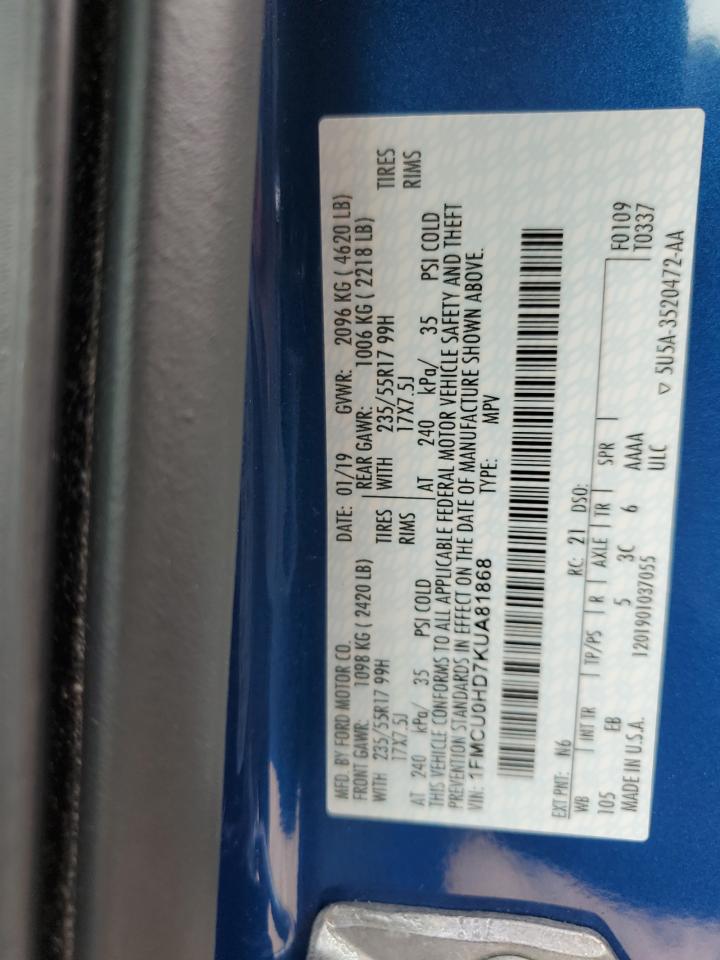 MFD. BY FORD MOTOR CO. DATE: 01/19 GVWR: 2096 KG ( 4620 LB)
FRONT GAWR: 1098 KG ( 2420 LB) REAR GAWR: 1006 KG ( 2218 LB)
WITH 235/55R17 99H TIRES WITH 235/55R17 99H TIRES
17X7.5J RIMS 17X7.5J RIMS
AT 240 kPa/ 35 PSI COLD AT 240 kPa/ 35 PSI COLD
THIS VEHICLE CONFORMS TO ALL APPLICABLE FEDERAL MOTOR VEHICLE SAFETY AND THEFT
PREVENTION STANDARDS IN EFFECT ON THE DATE OF MANUFACTURE SHOWN ABOVE.
VIN: 1FMCU0HD7KUA81868 TYPE: MPV
EXT PNT: N6 RC: 21 DSO:
WB INT TR TP/PS R AXLE TR SPR F0109
105 EB 5 3C 6 AAAA T0337
MADE IN U.S.A. 1201901037055 ULC
▽ 5U5A-3520472-AA